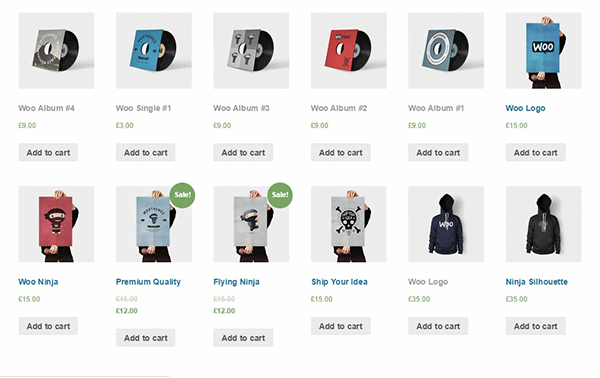 WOO
Woo Album #4
Woo Single #1
Woo Album #3
Woo Album #2
Woo Album #1
Woo Logo
£9.00
£3.00
£9.00
£9.00
£9.00
£15.00
Add to cart
Add to cart
Add to cart
Add to cart
Add to cart
Add to cart
Sale!
Sale!
WOO
Woo Ninja
Premium Quality
Flying Ninja
Ship Your Idea
Woo Logo
Ninja Silhouette
£15.00
£15.00
£15.00
£15.00
£35.00
£35.00
£12.00
£12.00
Add to cart
Add to cart
Add to cart
Add to cart
Add to cart
Add to cart